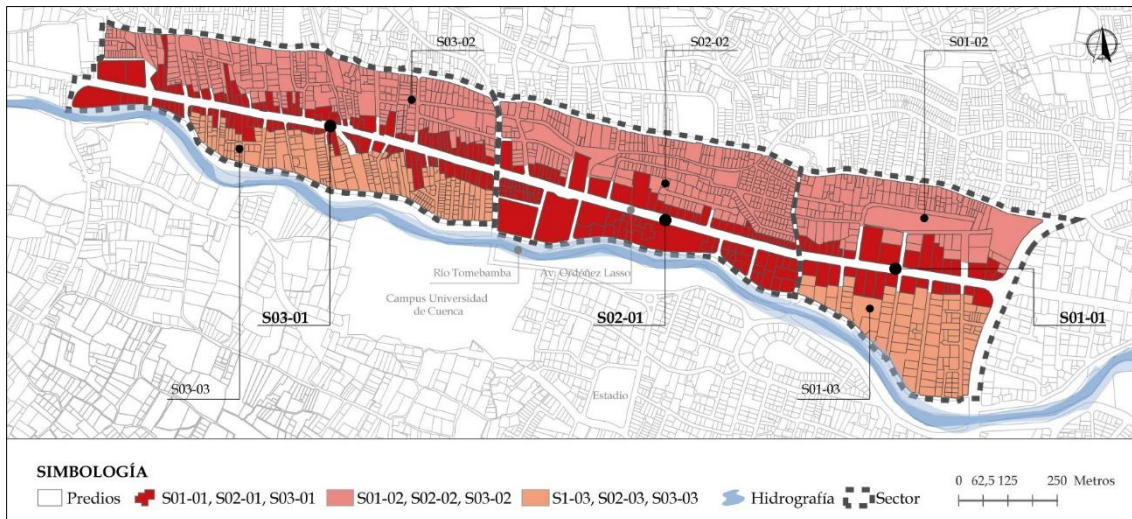 S03-02
S02-02
S01-02
Río Tomebamba
Av. Ordóñez Lasso
Campus Universidad
de Cuenca
S03-01
S02-01
S01-01
S03-03
Estadio
S01-03
SIMBOLOGÍA
Predios
S01-01, S02-01, S03-01
S01-02, S02-02, S03-02
S1-03, S02-03, S03-03
Hidrografía
Sector
0 62,5 125 250 Metros